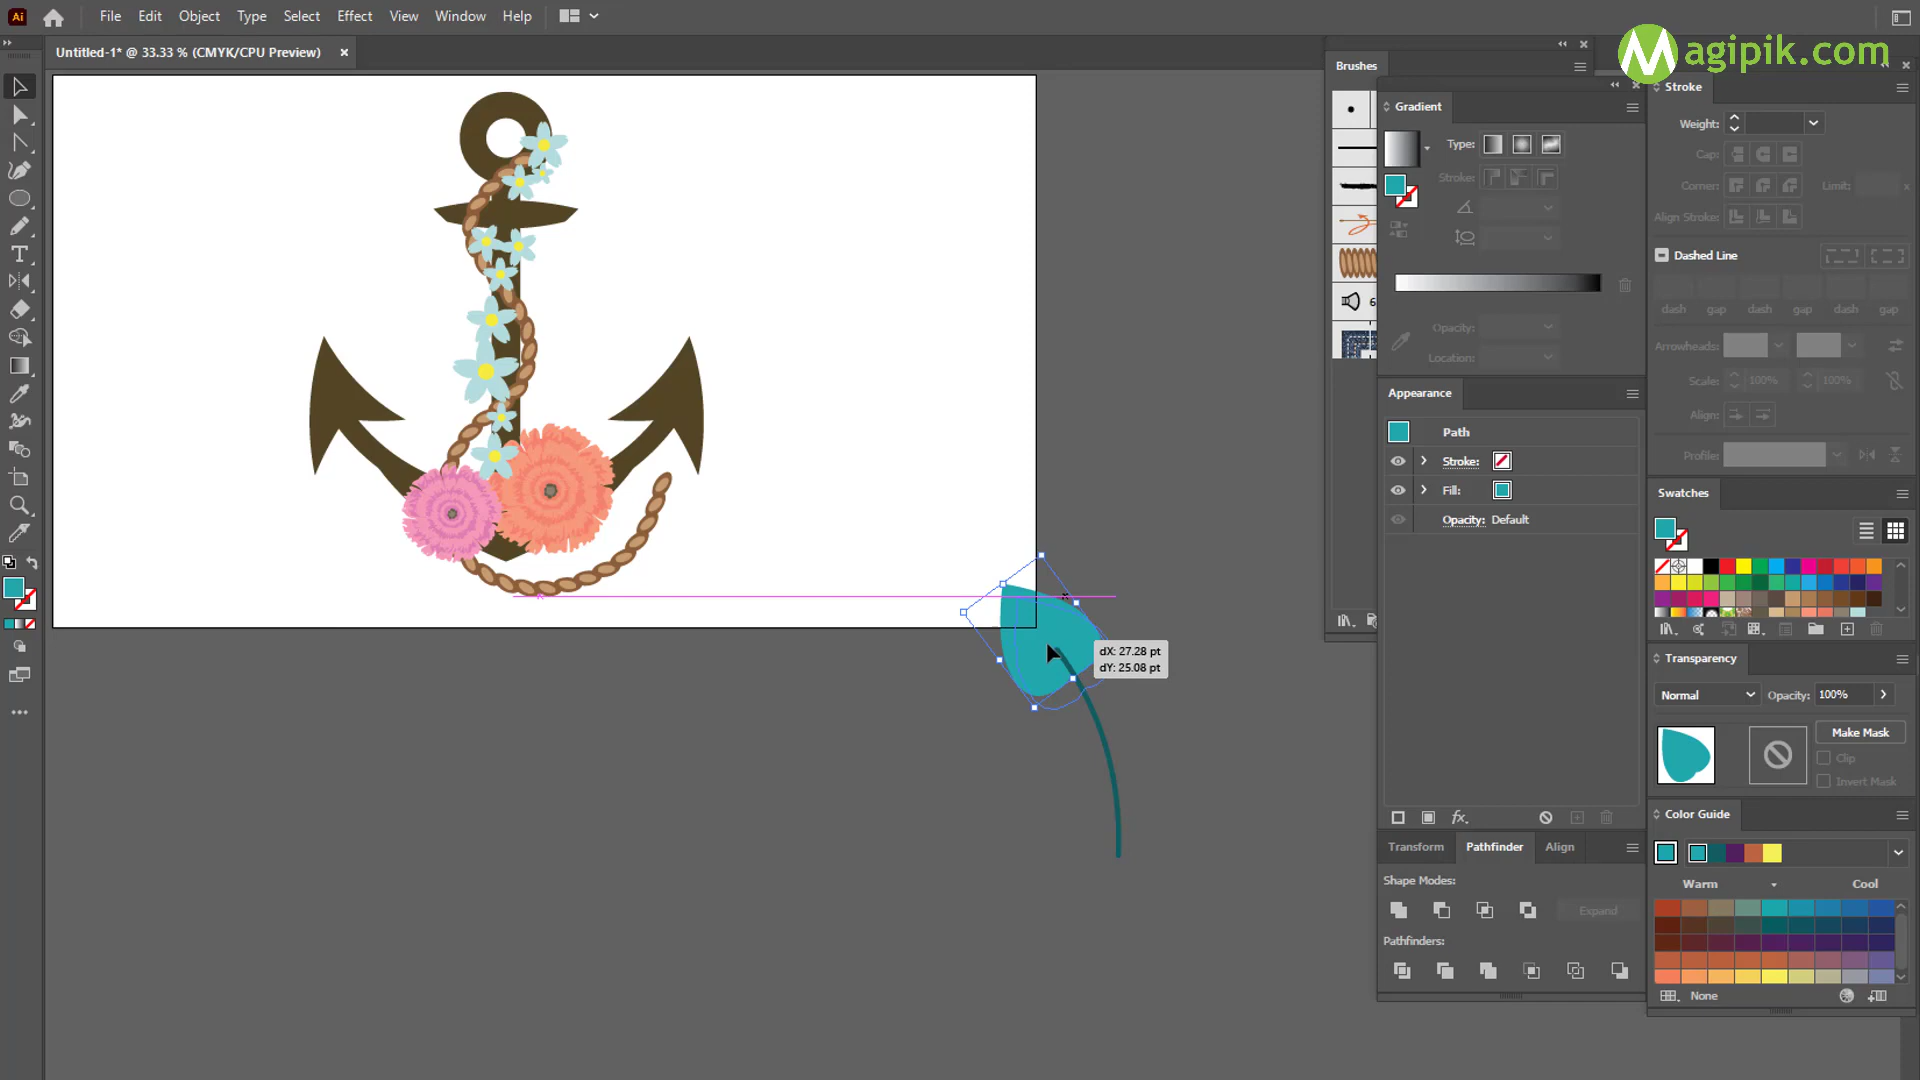 Ai File Edit Object Type Select Effect View Window Help
Magipik.com
Untitled-1* @ 33.33 % (CMYK/CPU Preview)
Brushes
Gradient
Type:
Stroke:
Opacity:
Location:
6
Stroke
Weight:
Cap:
Corner:
Limit:
x
Align Stroke:
Dashed Line
dash gap dash gap dash gap
Arrowheads:
Scale: 100% 100%
Align:
Profile:
Appearance
Path
Stroke:
Fill:
Opacity: Default
Swatches
dX: 27.28 pt
dY: 25.08 pt
Transparency
Normal Opacity: 100%
Make Mask
Clip
Invert Mask
fx.
Transform Pathfinder Align
Shape Modes:
Expand
Pathfinders:
Color Guide
Warm Cool
None
T